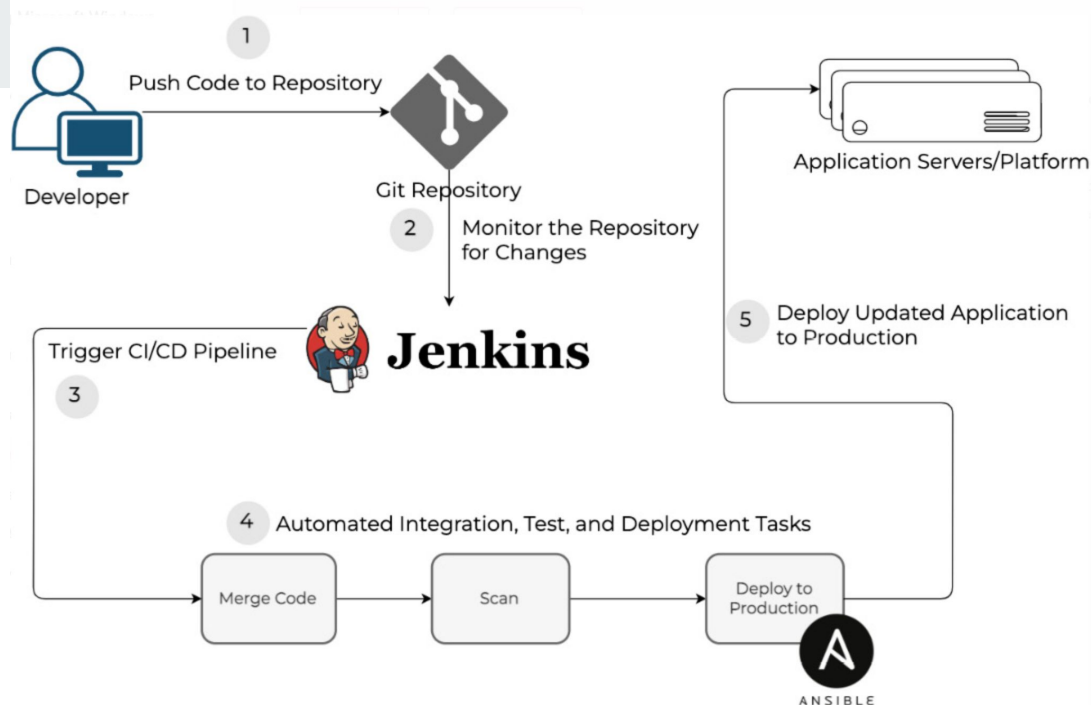 1
Push Code to Repository
Developer
Git Repository
2
Monitor the Repository
for Changes
Application Servers/Platform
Trigger CI/CD Pipeline
3
Jenkins
5
Deploy Updated Application
to Production
4
Automated Integration, Test, and Deployment Tasks
Merge Code
Scan
Deploy to
Production
A
ANSIBLE